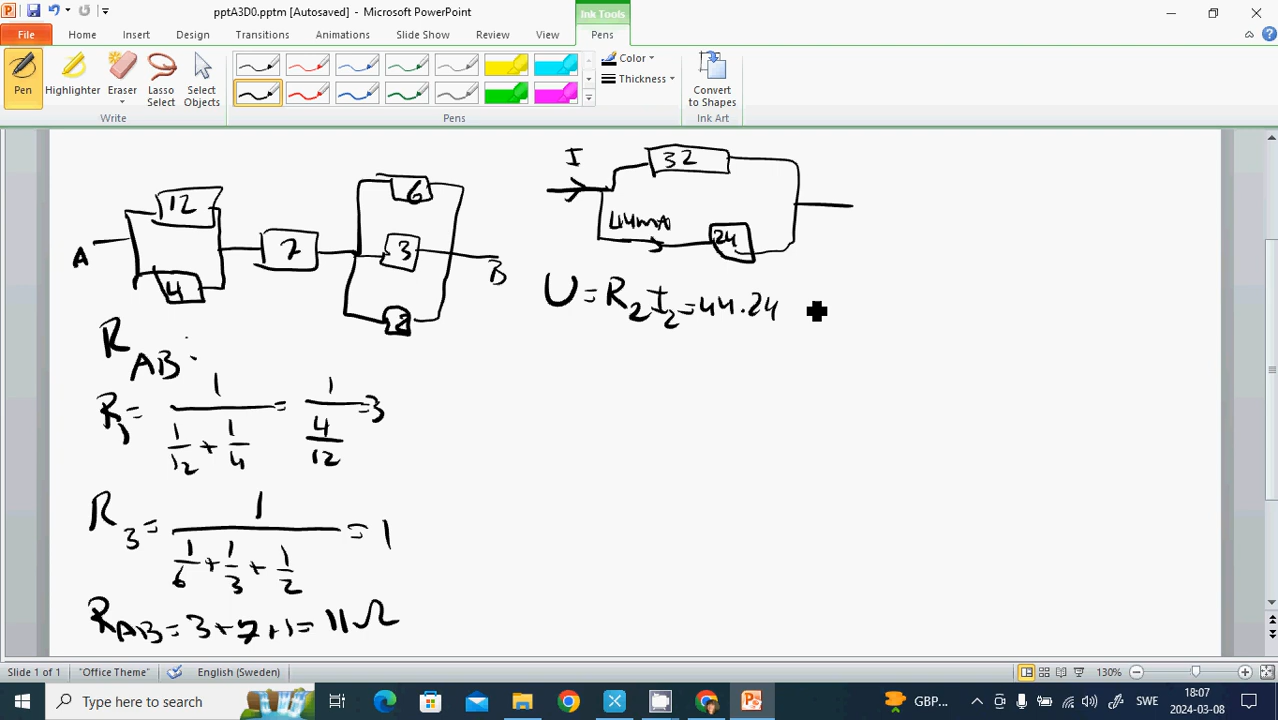 pptA3D0.pptm [Autosaved] - Microsoft PowerPoint
Ink Tools
File Home Insert Design Transitions Animations Slide Show Review View Pens
Pen Highlighter Eraser Lasso Select Select Objects
Color
Thickness
Convert to Shapes
Write Pens Ink Art
12
4
A
7
6
3
2
B
I
32
44mA
24
U = R2 I2 = 44.24
RAB:
R1 = 1 / (1/12 + 1/4) = 1 / (4/12) = 3
R3 = 1 / (1/6 + 1/3 + 1/2) = 1
RAB = 3 + 7 + 1 = 11 Ω
Slide 1 of 1 "Office Theme" English (Sweden) 130%
Type here to search
GBP... SWE 18:07
2024-03-08